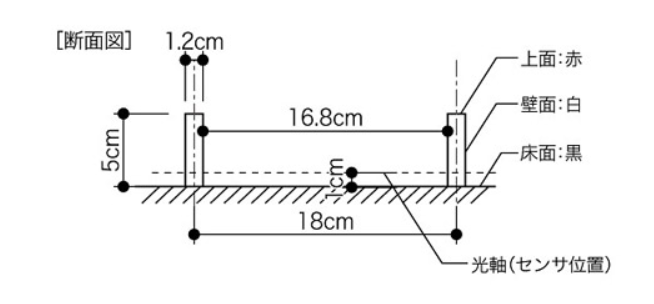 [断面図]
1.2cm
上面:赤
16.8cm
壁面:白
5cm
床面:黒
1cm
18cm
光軸(センサ位置)